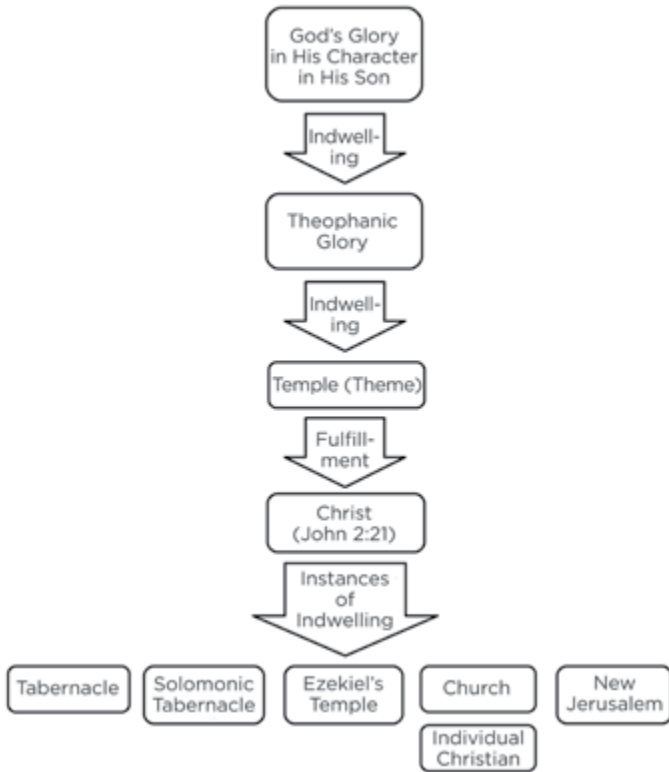 God's Glory
in His Character
in His Son
Indwell-
ing
Theophanic
Glory
Indwell-
ing
Temple (Theme)
Fulfill-
ment
Christ
(John 2:21)
Instances
of
Indwelling
Tabernacle
Solomonic
Tabernacle
Ezekiel's
Temple
Church
New
Jerusalem
Individual
Christian